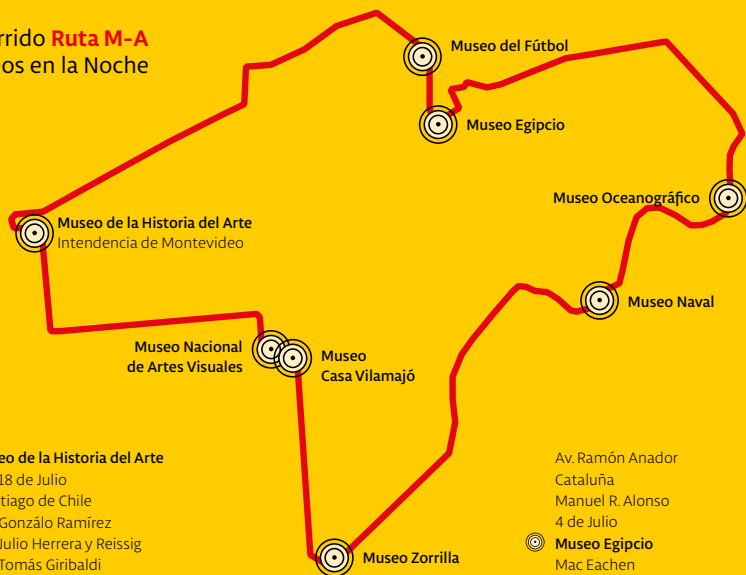 rrido Ruta M-A
os en la Noche
Museo del Fútbol
Museo Egipcio
Museo Oceanográfico
Museo de la Historia del Arte
Intendencia de Montevideo
Museo Naval
Museo Nacional
de Artes Visuales
Museo
Casa Vilamajó
Museo Zorrilla
eo de la Historia del Arte
18 de Julio
tiago de Chile
Gonzálo Ramírez
Julio Herrera y Reissig
Tomás Giribaldi
Av. Ramón Anador
Cataluña
Manuel R. Alonso
4 de Julio
Museo Egipcio
Mac Eachen